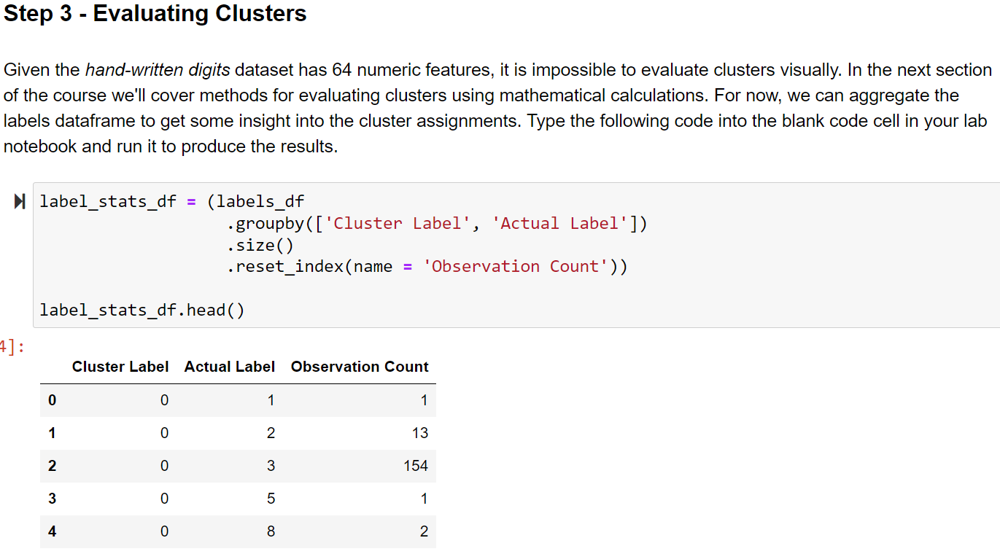 Step 3 - Evaluating Clusters
Given the hand-written digits dataset has 64 numeric features, it is impossible to evaluate clusters visually. In the next section
of the course we'll cover methods for evaluating clusters using mathematical calculations. For now, we can aggregate the
labels dataframe to get some insight into the cluster assignments. Type the following code into the blank code cell in your lab
notebook and run it to produce the results.
label_stats_df = (labels_df
.groupby(['Cluster Label', 'Actual Label'])
.size()
.reset_index(name = 'Observation Count'))
label_stats_df.head()
4]:
Cluster Label Actual Label Observation Count
0 0 1 1
1 0 2 13
2 0 3 154
3 0 5 1
4 0 8 2